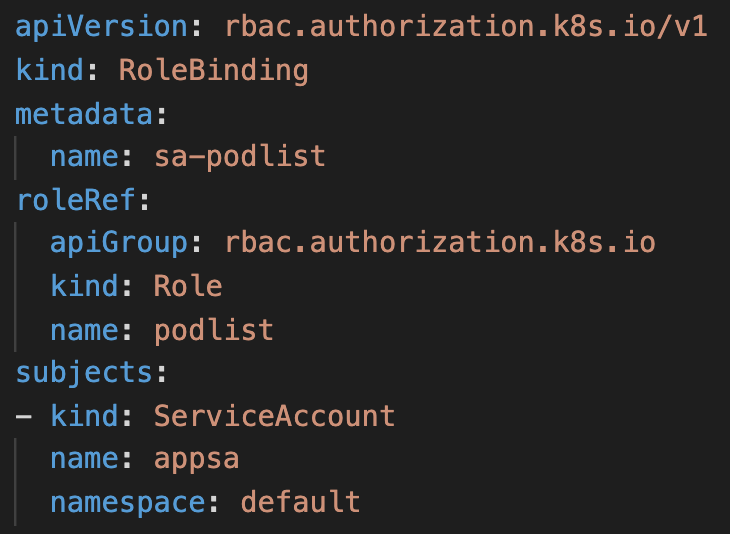 apiVersion: rbac.authorization.k8s.io/v1
kind: RoleBinding
metadata:
  name: sa-podlist
roleRef:
  apiGroup: rbac.authorization.k8s.io
  kind: Role
  name: podlist
subjects:
- kind: ServiceAccount
  name: appsa
  namespace: default